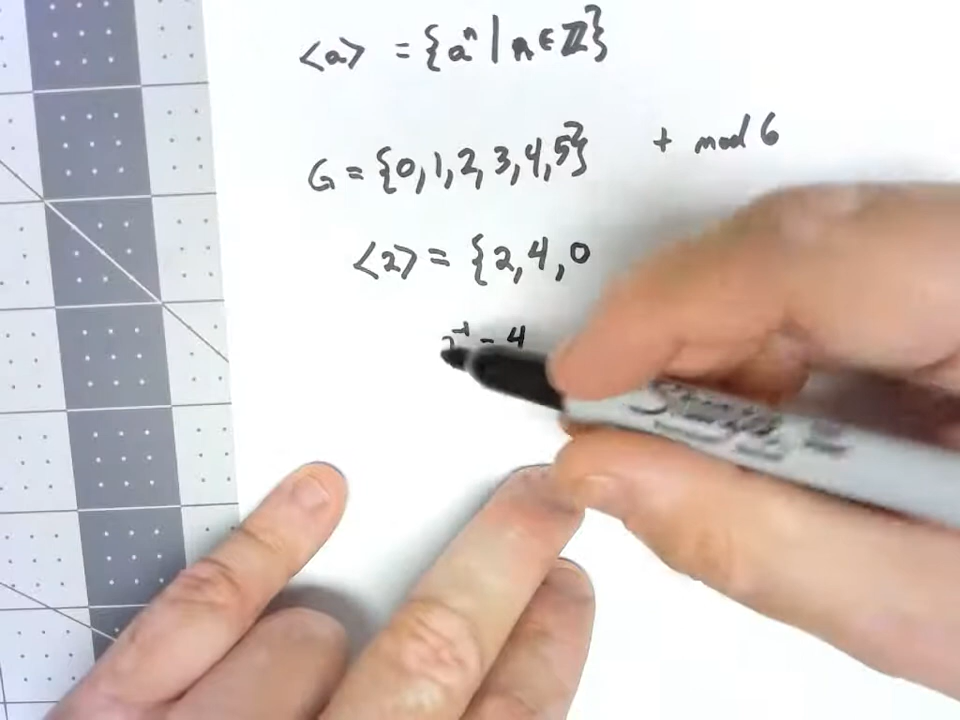 <a> = {aⁿ | n ∈ ℤ}
G = {0, 1, 2, 3, 4, 5} + mod 6
<2> = {2, 4, 0
2⁻¹ = 4